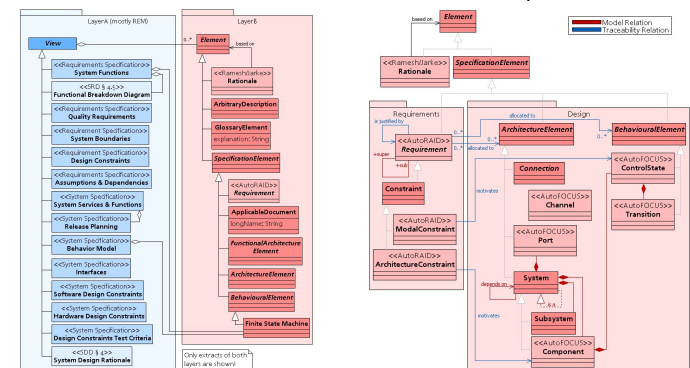 LayerA (mostly REM)
View
<<Requirements Specification>>
System Functions
<<SRD § 4,5>>
Functional Breakdown Diagram
<<Requirements Specification>>
Quality Requirements
<<Requirements Specification>>
System Boundaries
<<Requirement Specification>>
Design Constraints
<<Requirements Specification>>
Assumptions & Dependencies
<<System Specification>>
System Services & Functions
<<System Specification>>
Release Planning
<<System Specification>>
Behavior Model
<<System Specification>>
Interfaces
<<System Specification>>
Software Design Constraints
<<System Specification>>
Hardware Design Constraints
<<System Specification>>
Design Constraints Test Criteria
<<SDD § 4>>
System Design Rationale
LayerB
0..*
Element
based on
<<RameshJarke>>
Rationale
ArbitraryDescription
GlossaryElement
explanation: String
SpecificationElement
<<AutoRAID>>
Requirement
ApplicableDocument
longName: String
FunctionalArchitecture
Element
ArchitectureElement
BehaviouralElement
Finite State Machine
Only extracts of both
layers are shown!
Element
based on
<<RameshJarke>>
Rationale
SpecificationElement
Model Relation
Traceability Relation
Requirements
is justified by
<<AutoRAID>>
Requirement
+super
+sub
0..*
0..*
allocated to
allocated to
Constraint
<<AutoRAID>>
ModalConstraint
<<AutoRAID>>
ArchitectureConstraint
motivates
motivates
Design
ArchitectureElement
0..*
BehaviouralElement
0..*
Connection
<<AutoFOCUS>>
Channel
<<AutoFOCUS>>
Port
<<AutoFOCUS>>
ControlState
<<AutoFOCUS>>
Transition
System
depends on
is a
Subsystem
<<AutoFOCUS>>
Component